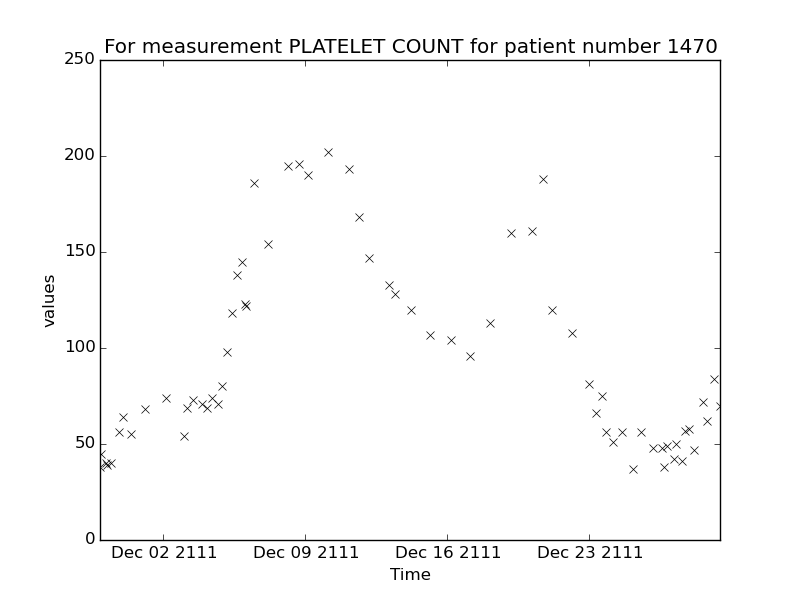 For measurement PLATELET COUNT for patient number 1470
250
200
150
100
50
0
values
Dec 02 2111
Dec 09 2111
Dec 16 2111
Dec 23 2111
Time